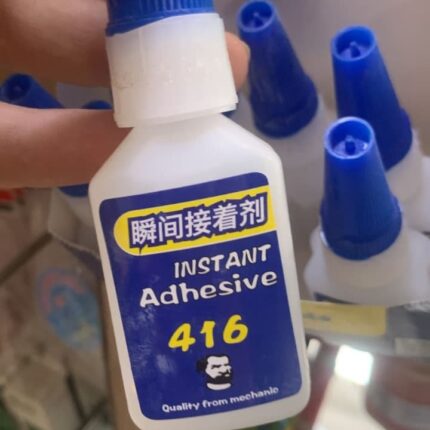 瞬间接着剂
INSTANT
Adhesive
416
Quality from mechanic